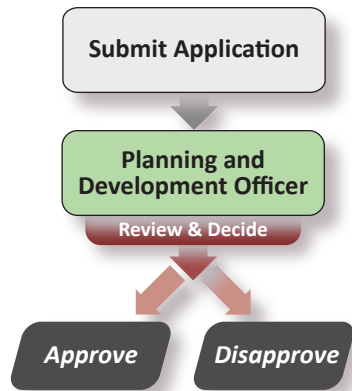 Submit Application
Planning and
Development Officer
Review & Decide
Approve
Disapprove